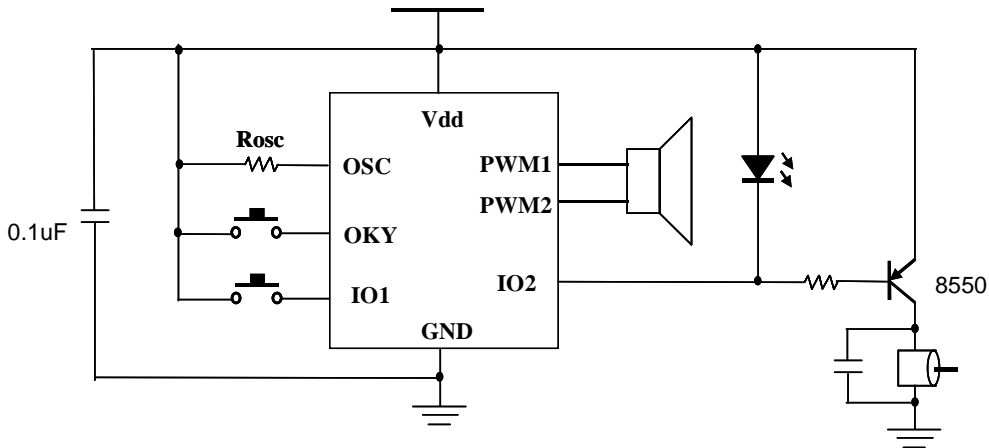 Vdd
Rosc
OSC
PWM1
PWM2
0.1uF
OKY
IO1
IO2
8550
GND